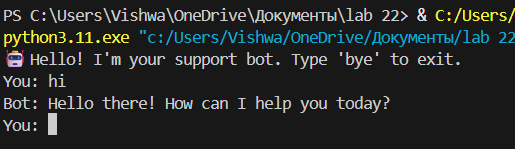 PS C:\Users\Vishwa\OneDrive\Документы\lab 22> & C:/Users/
python3.11.exe "c:/Users/Vishwa/OneDrive/Документы/lab 22
🤖Hello! I'm your support bot. Type 'bye' to exit.
You: hi
Bot: Hello there! How can I help you today?
You: